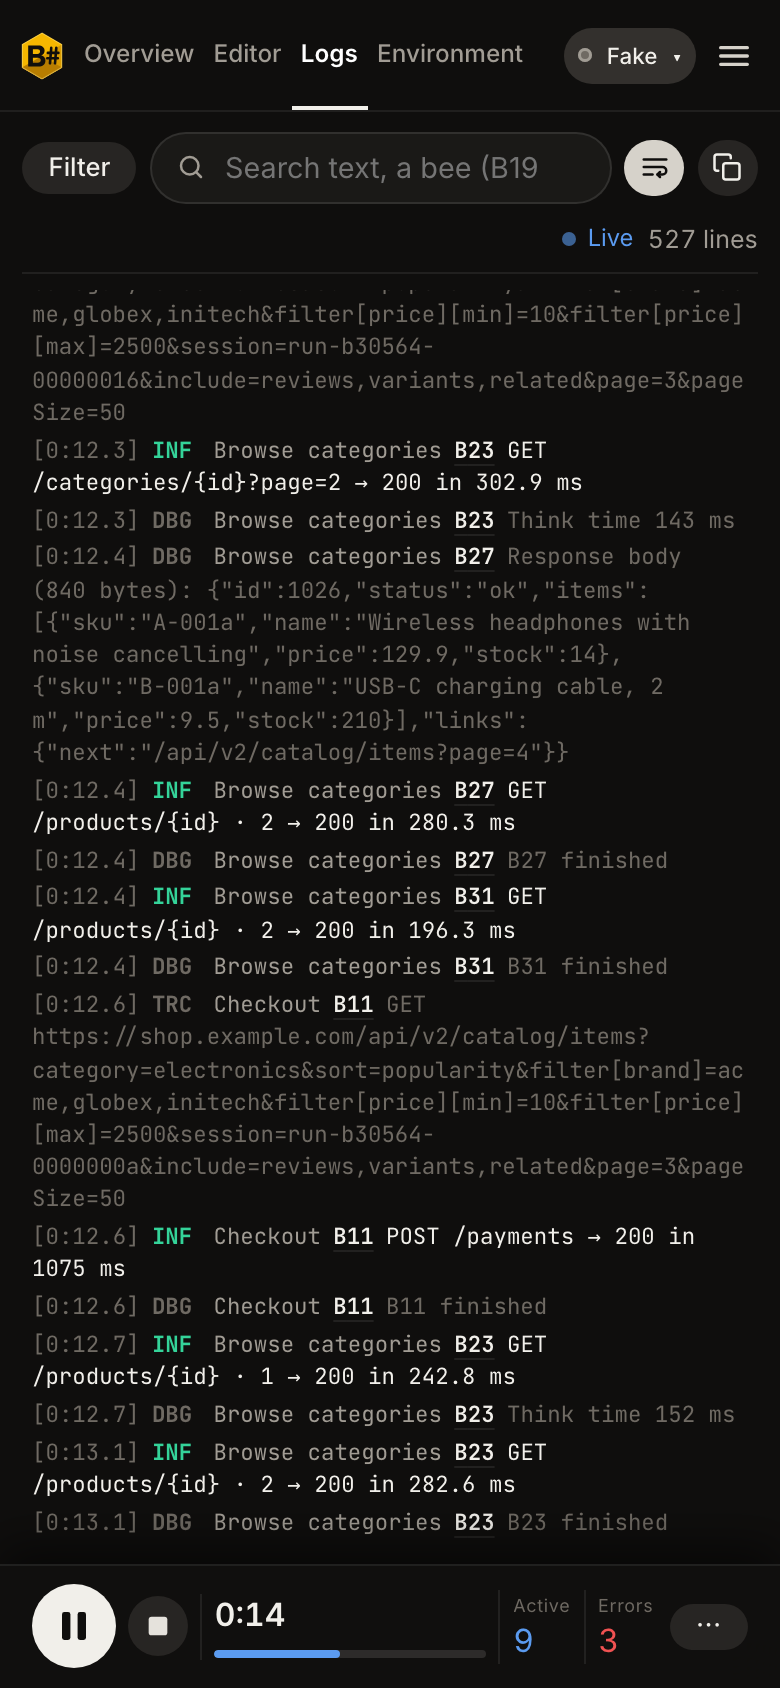 B#
Overview
Editor
Logs
Environment
Fake
Filter
Search text, a bee (B19
Live 527 lines
me,globex,initech&filter[price][min]=10&filter[price]
[max]=2500&session=run-b30564-
00000016&include=reviews,variants,related&page=3&page
Size=50
[0:12.3] INF Browse categories B23 GET
/categories/{id}?page=2 → 200 in 302.9 ms
[0:12.3] DBG Browse categories B23 Think time 143 ms
[0:12.4] DBG Browse categories B27 Response body
(840 bytes): {"id":1026,"status":"ok","items":
[{"sku":"A-001a","name":"Wireless headphones with
noise cancelling","price":129.9,"stock":14},
{"sku":"B-001a","name":"USB-C charging cable, 2
m","price":9.5,"stock":210}],"links":
{"next":"/api/v2/catalog/items?page=4"}}
[0:12.4] INF Browse categories B27 GET
/products/{id} · 2 → 200 in 280.3 ms
[0:12.4] DBG Browse categories B27 B27 finished
[0:12.4] INF Browse categories B31 GET
/products/{id} · 2 → 200 in 196.3 ms
[0:12.4] DBG Browse categories B31 B31 finished
[0:12.6] TRC Checkout B11 GET
https://shop.example.com/api/v2/catalog/items?
category=electronics&sort=popularity&filter[brand]=ac
me,globex,initech&filter[price][min]=10&filter[price]
[max]=2500&session=run-b30564-
0000000a&include=reviews,variants,related&page=3&page
Size=50
[0:12.6] INF Checkout B11 POST /payments → 200 in
1075 ms
[0:12.6] DBG Checkout B11 B11 finished
[0:12.7] INF Browse categories B23 GET
/products/{id} · 1 → 200 in 242.8 ms
[0:12.7] DBG Browse categories B23 Think time 152 ms
[0:13.1] INF Browse categories B23 GET
/products/{id} · 2 → 200 in 282.6 ms
[0:13.1] DBG Browse categories B23 B23 finished
0:14
Active
9
Errors
3